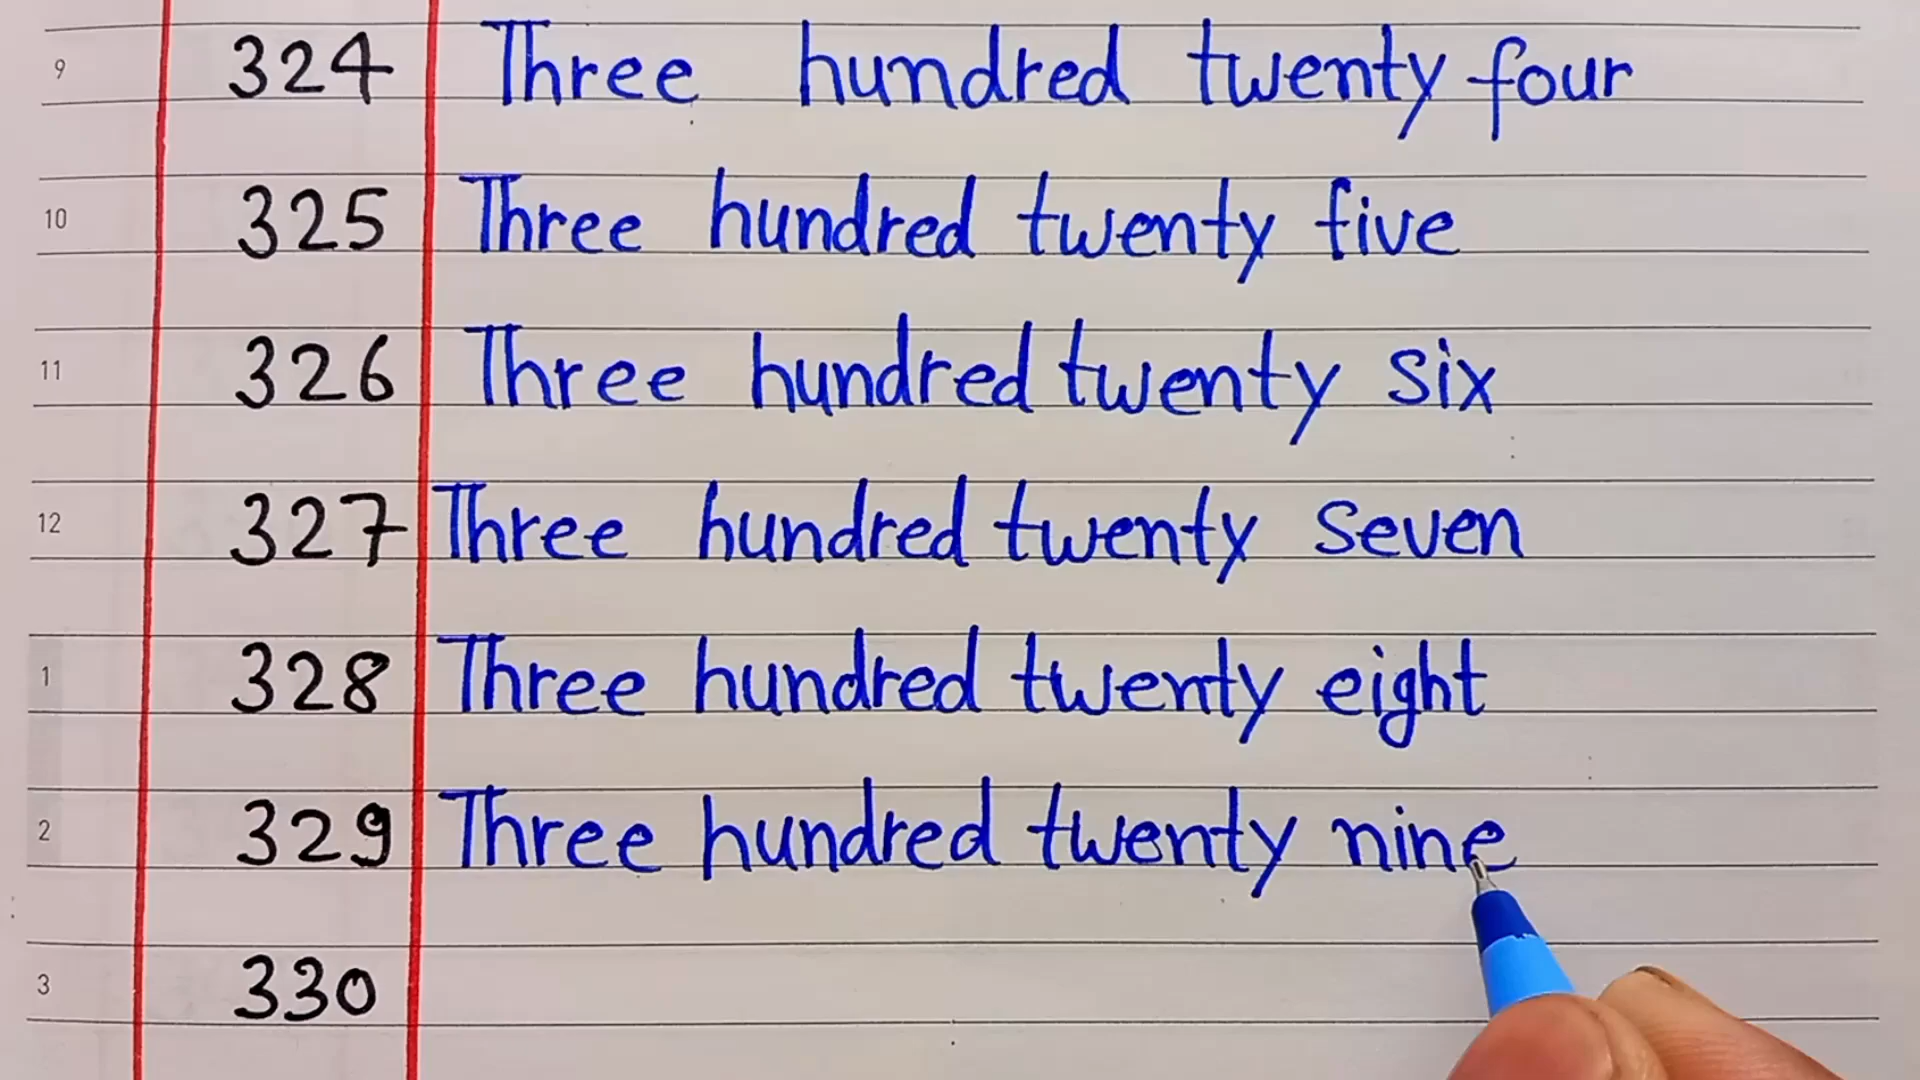 9 324 Three hundred twenty four
10 325 Three hundred twenty five
11 326 Three hundred twenty six
12 327 Three hundred twenty seven
1 328 Three hundred twenty eight
2 329 Three hundred twenty nine
3 330